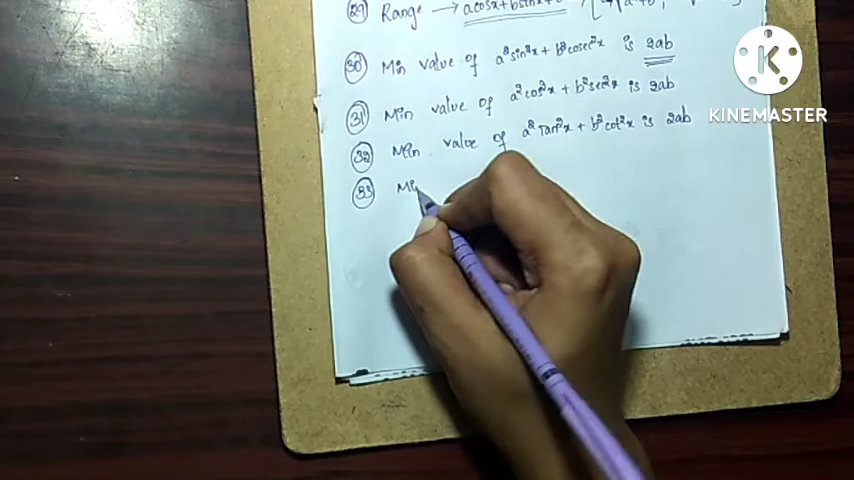 29 Range → acosx + bsinx +
30 Min value of a²sin²x + b²cosec²x is 2ab
31 Min value of a²cos²x + b²sec²x is 2ab
32 Min value of a²Tan²x + b²cot²x is 2ab
33 Mi
K
KINEMASTER